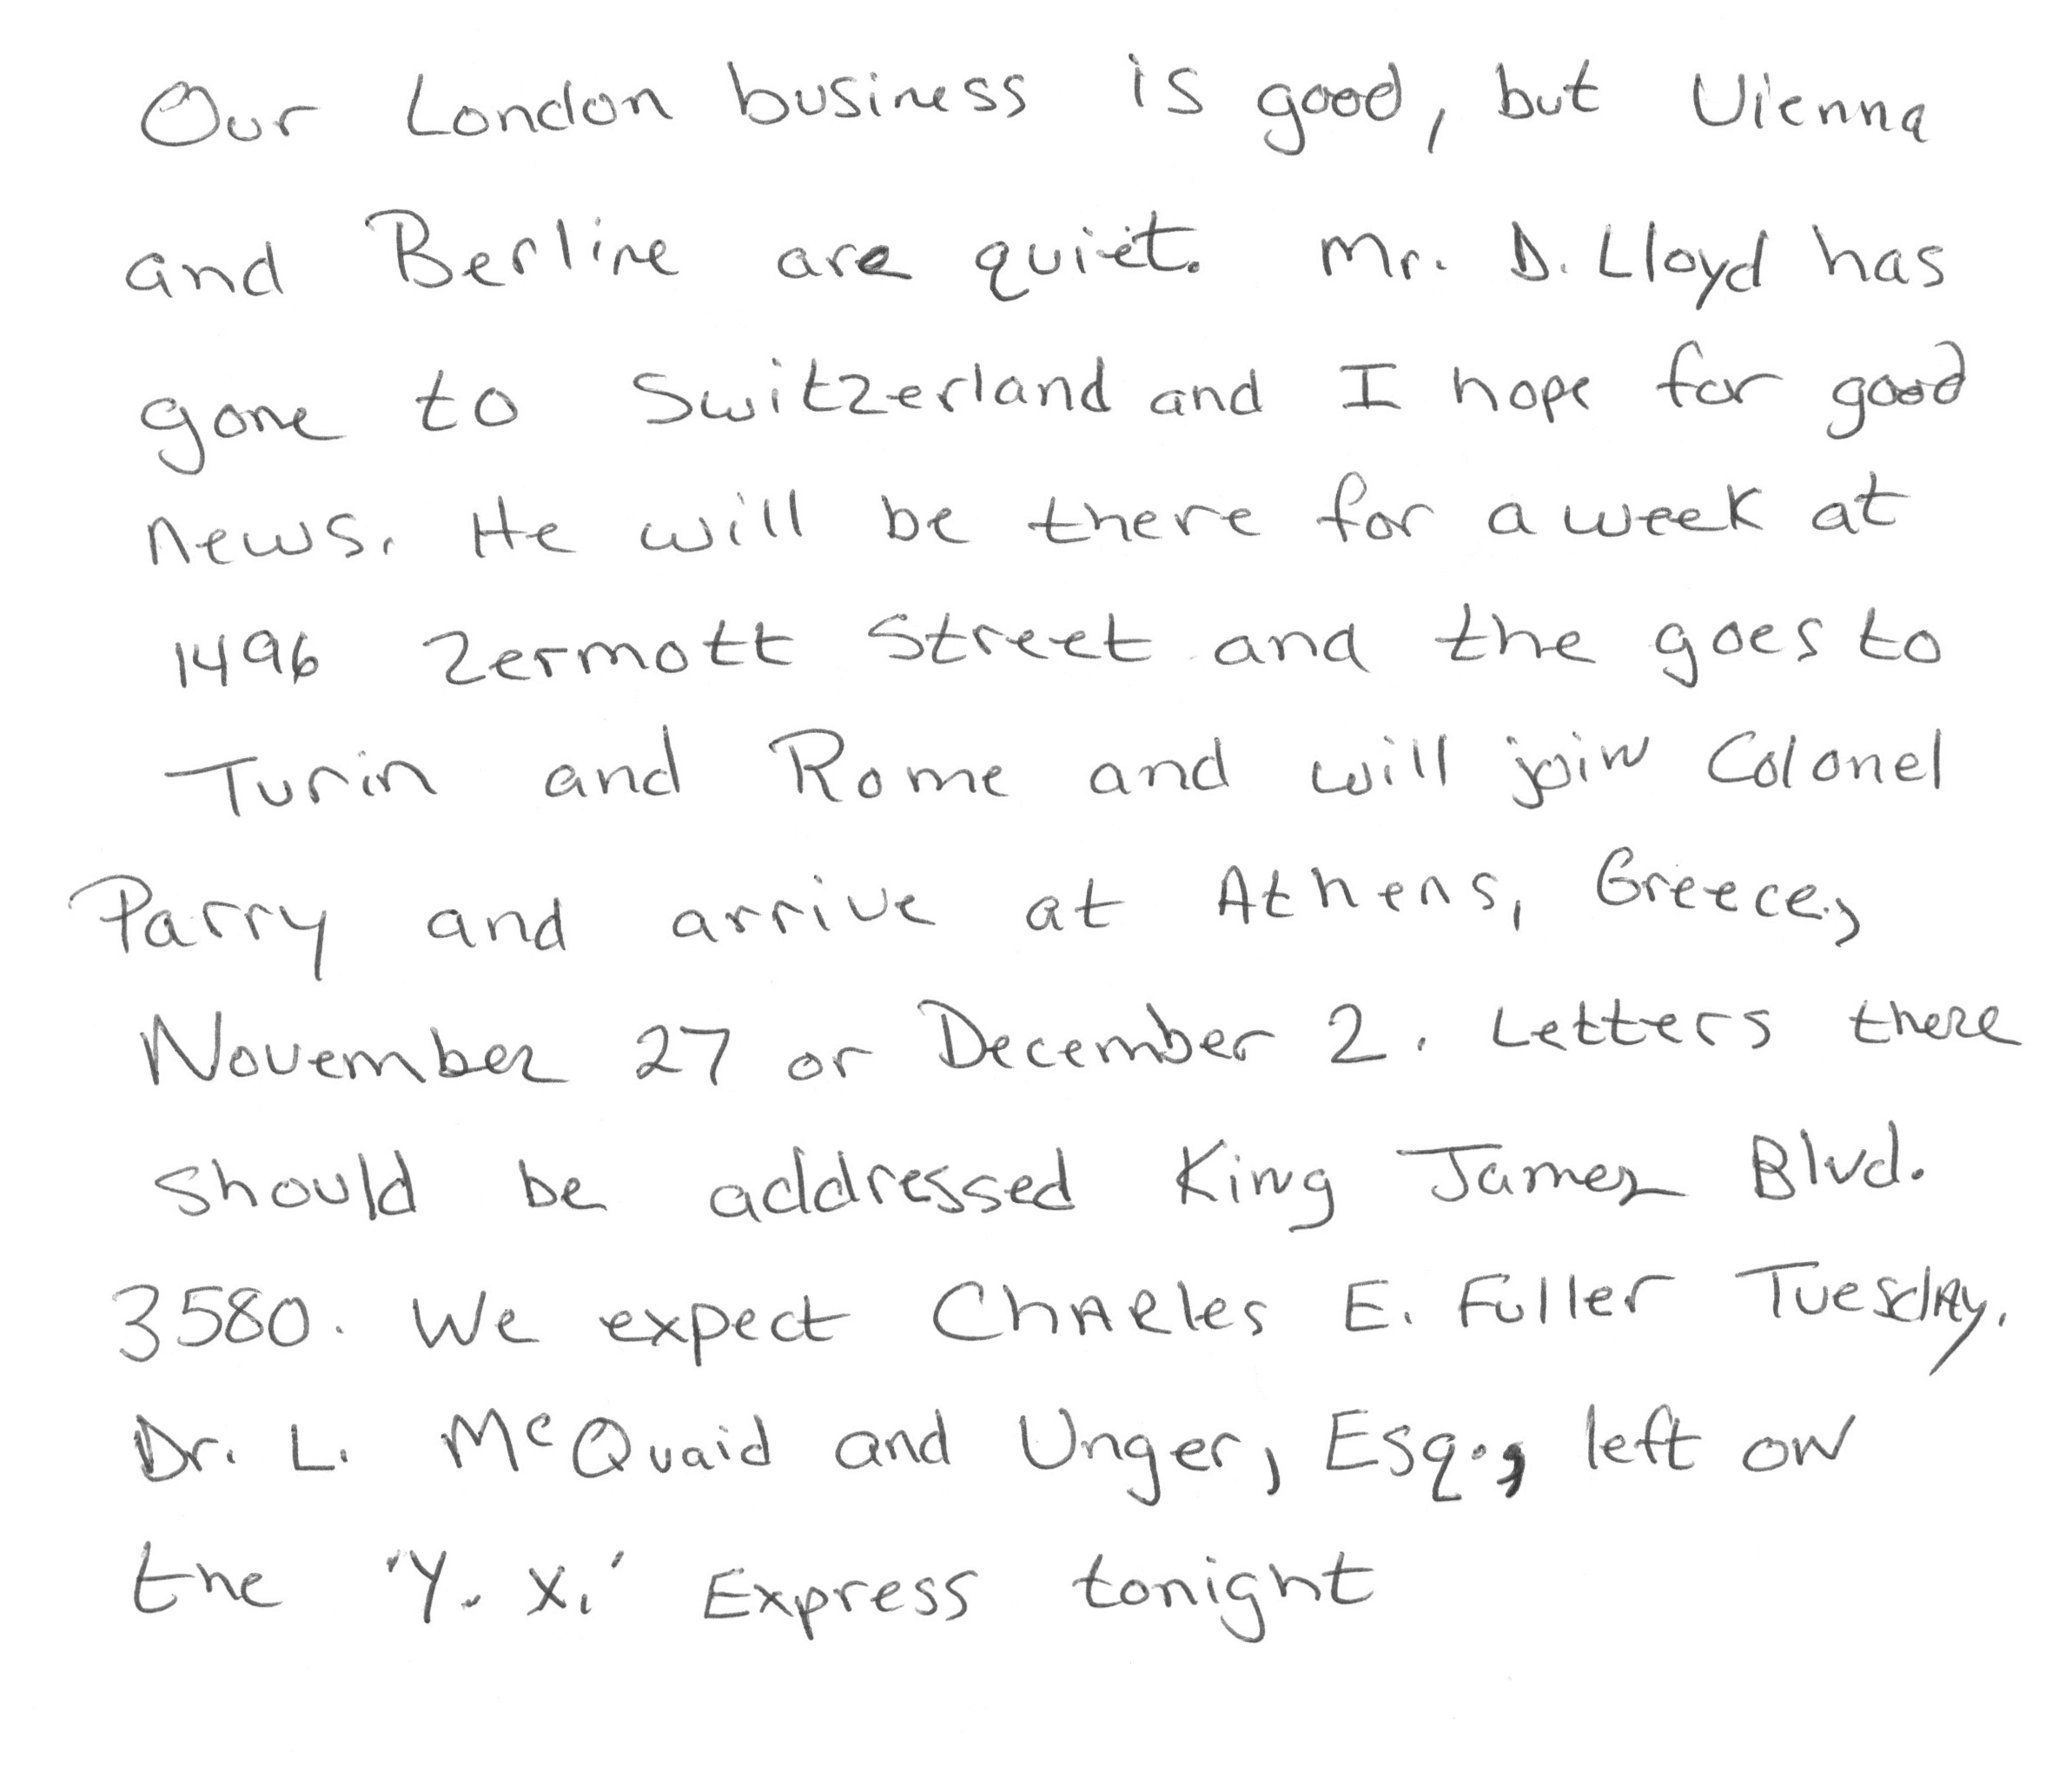 Our London business is good, but Vienna
and Berline are quiet. Mr. D. Lloyd has
gone to Switzerland and I hope for good
news. He will be there for a week at
1496 Zermott Street and the goes to
Turin and Rome and will join Colonel
Parry and arrive at Athens, Greece,
November 27 or December 2. Letters there
should be addressed King James Blvd.
3580. We expect Charles E. Fuller Tuesday.
Dr. L. McQuaid and Unger, Esq., left on
the 'Y. X.' Express tonight